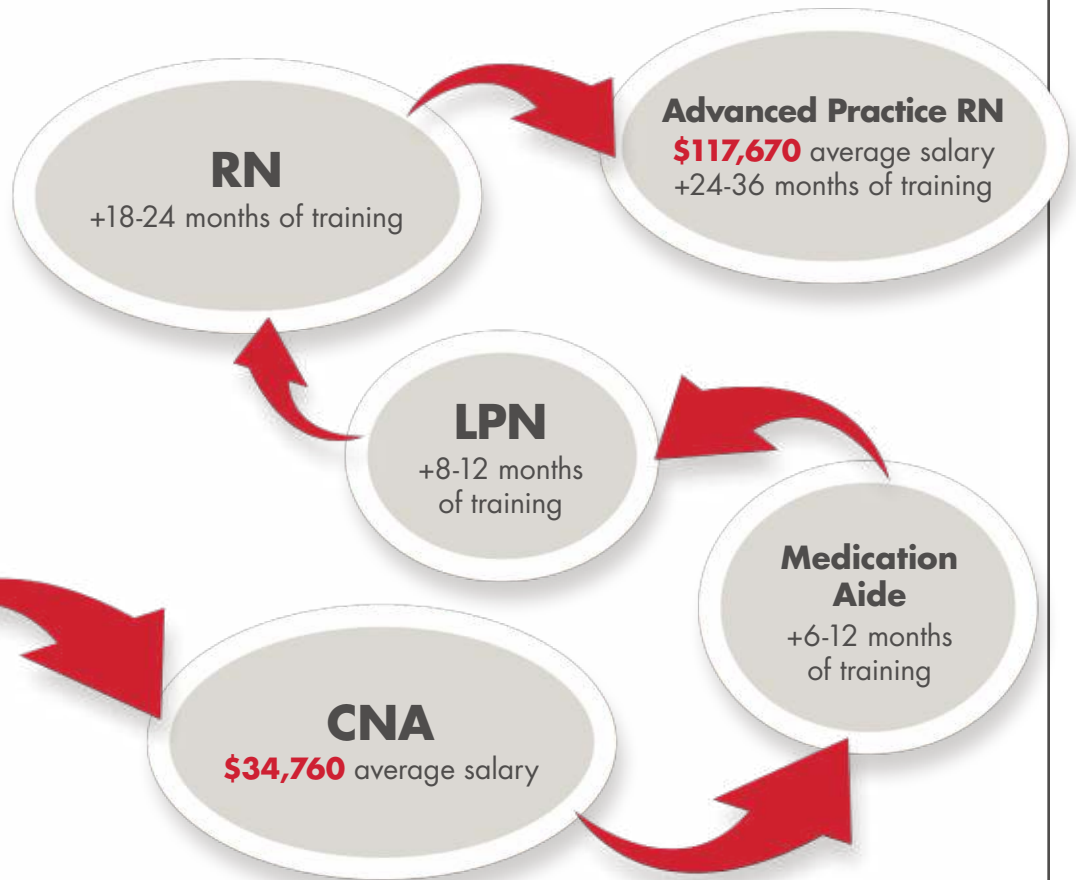 RN
+18-24 months of training
Advanced Practice RN
$117,670 average salary
+24-36 months of training
LPN
+8-12 months
of training
Medication
Aide
+6-12 months
of training
CNA
$34,760 average salary